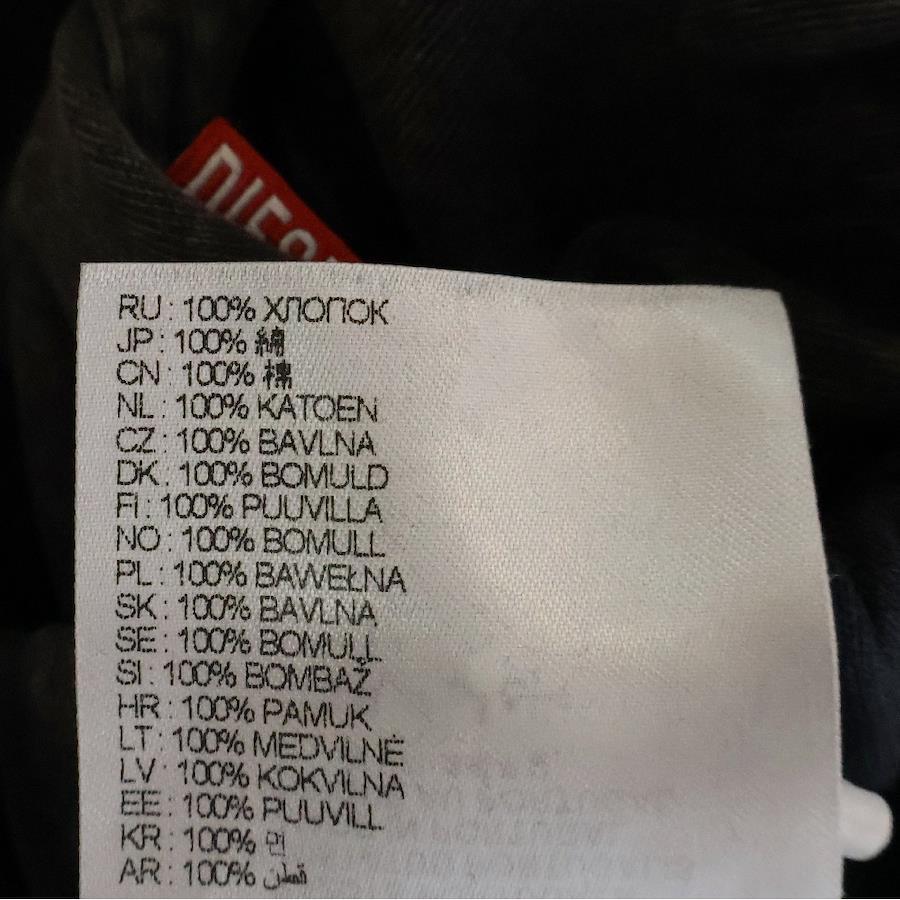 DIES
RU : 100% ХЛОПОК
JP : 100% 綿
CN : 100% 棉
NL : 100% KATOEN
CZ : 100% BAVLNA
DK : 100% BOMULD
FI : 100% PUUVILLA
NO : 100% BOMULL
PL : 100% BAWEŁNA
SK : 100% BAVLNA
SE : 100% BOMULL
SI : 100% BOMBAŽ
HR : 100% PAMUK
LT : 100% MEDVILNĖ
LV : 100% KOKVILNA
EE : 100% PUUVILL
KR : 100% 면
AR : 100% قطن